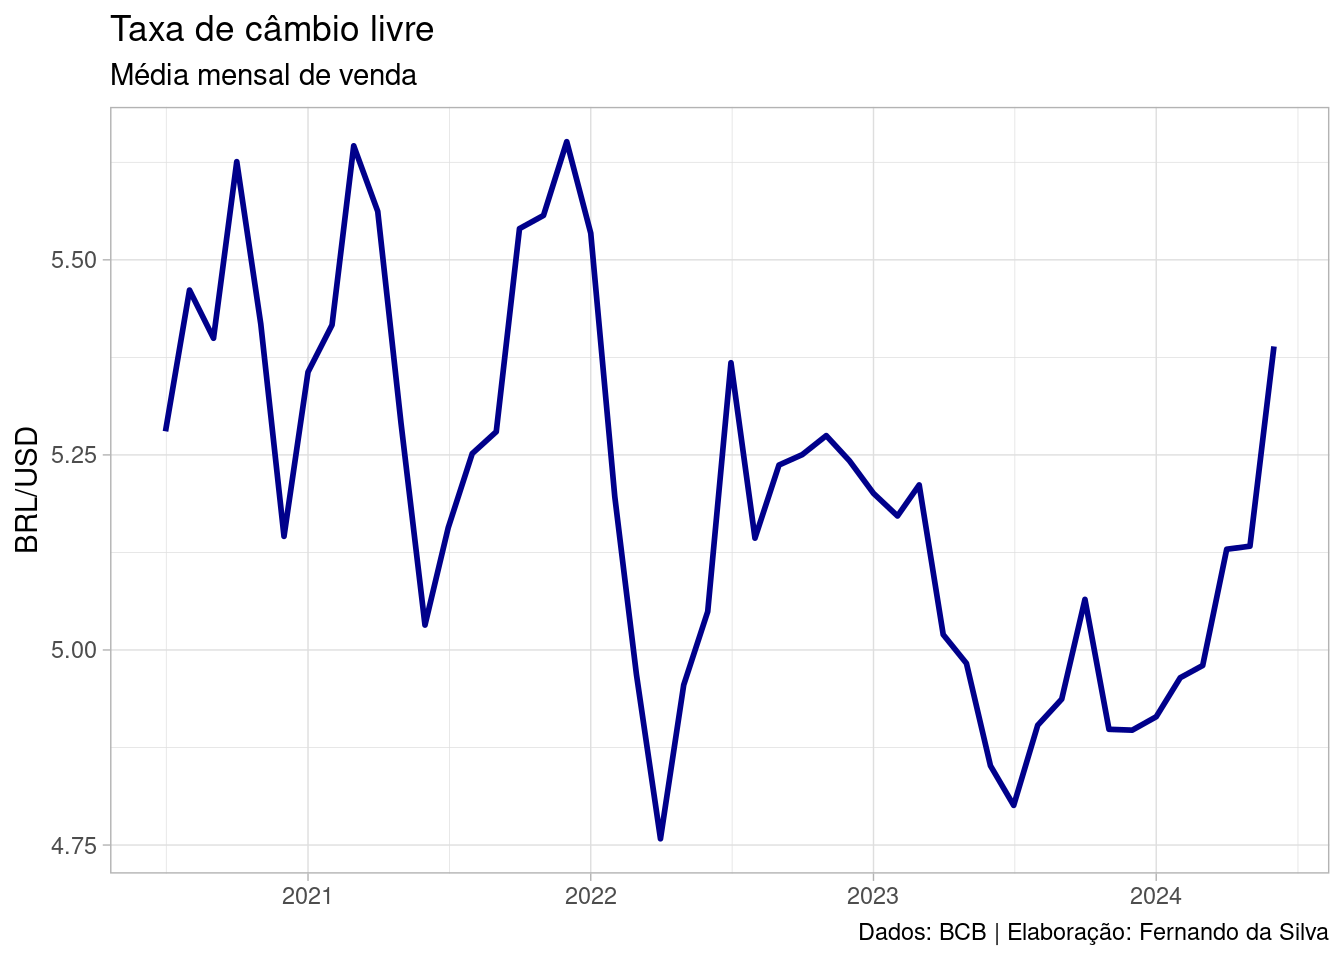 Taxa de câmbio livre
Média mensal de venda
BRL/USD
5.50
5.25
5.00
4.75
2021
2022
2023
2024
Dados: BCB | Elaboração: Fernando da Silva